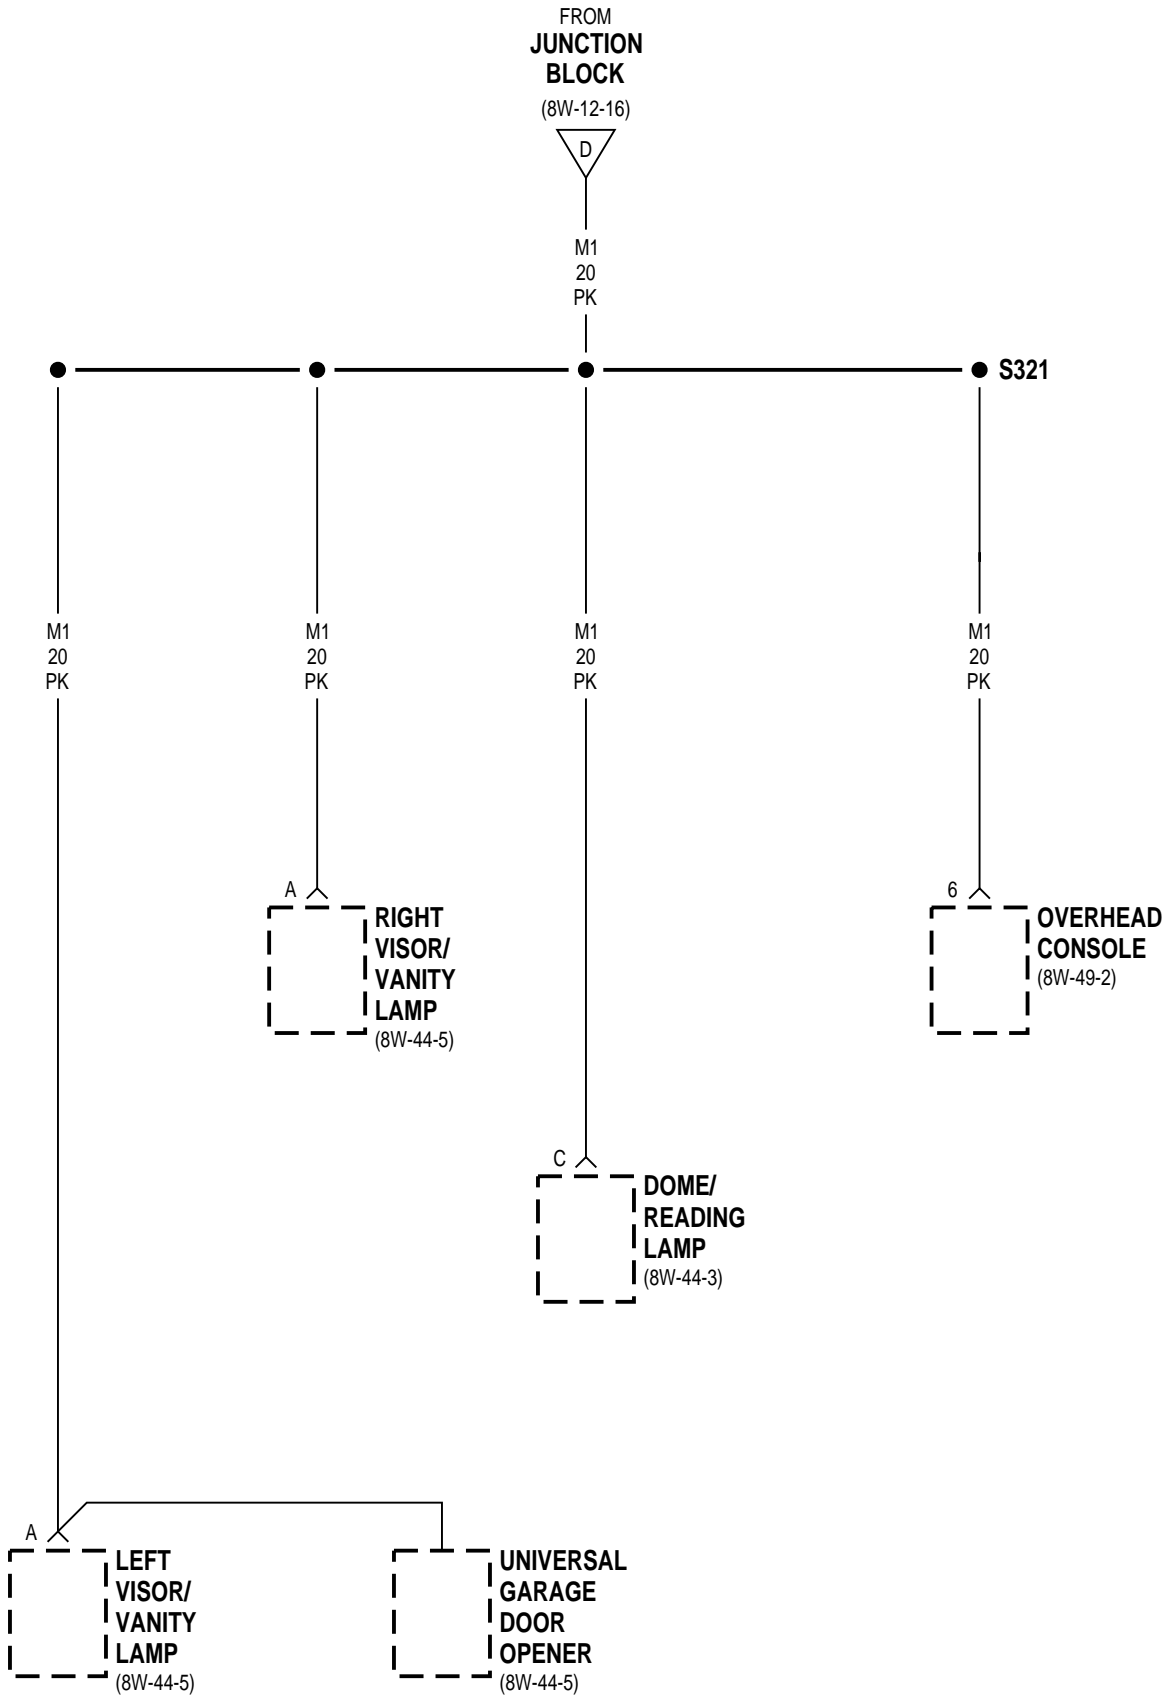 FROM
JUNCTION
BLOCK
(8W-12-16)
D
M1
20
PK
S321
M1
20
PK
M1
20
PK
M1
20
PK
M1
20
PK
A
RIGHT
VISOR/
VANITY
LAMP
(8W-44-5)
6
OVERHEAD
CONSOLE
(8W-49-2)
C
DOME/
READING
LAMP
(8W-44-3)
A
LEFT
VISOR/
VANITY
LAMP
(8W-44-5)
UNIVERSAL
GARAGE
DOOR
OPENER
(8W-44-5)